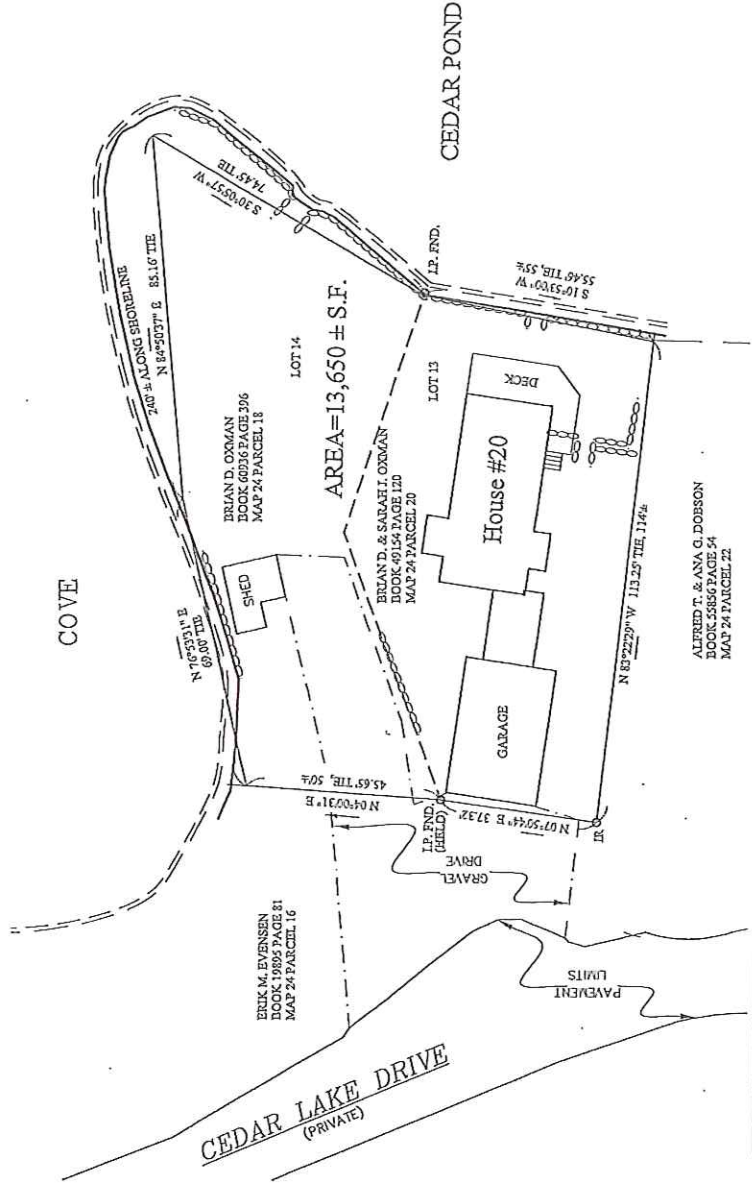 COVE
CEDAR POND
240' ± ALONG SHORELINE
N 84°50'37" E 85.16' TIE
S 30°05'57" W
74.45' TIE
N 76°53'31" E
69.00' TIE
BRIAN D. OXMAN
BOOK 60936 PAGE 396
MAP 24 PARCEL 18
LOT 14
AREA=13,650 ± S.F.
SHED
I.P. FND.
S 10°53'00" W
55.46' TIE, 55'±
LOT 13
BRIAN D. & SARAH J. OXMAN
BOOK 49154 PAGE 120
MAP 24 PARCEL 20
House #20
DECK
GARAGE
N 04°00'31" E
45.65' TIE, 50'±
I.P. FND.
(HELD)
N 07°50'44" E 37.32'
IR
N 83°22'29" W 113.25' TIE, 114'±
ERIK M. EVENSEN
BOOK 19895 PAGE 81
MAP 24 PARCEL 16
GRAVEL
DRIVE
PAVEMENT
LIMITS
CEDAR LAKE DRIVE
(PRIVATE)
ALFRED T. & ANA G. DOBSON
BOOK 55856 PAGE 54
MAP 24 PARCEL 22